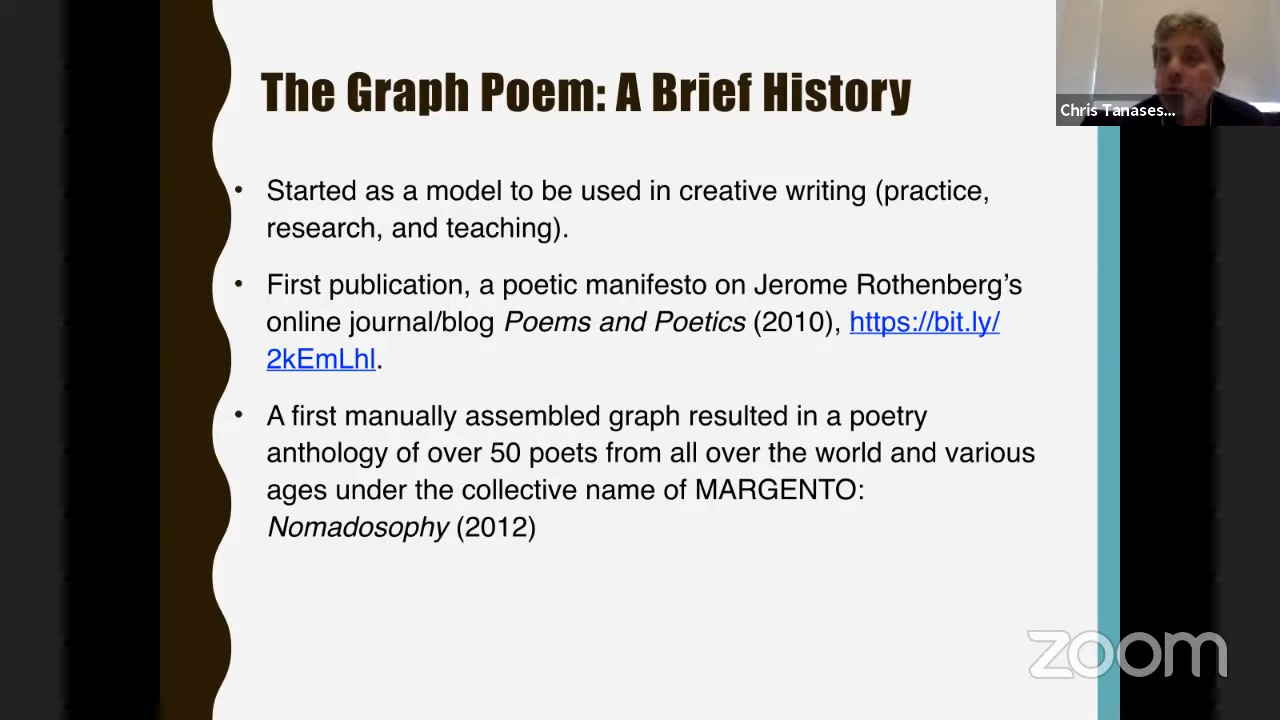 The Graph Poem: A Brief History
Chris Tanases...
• Started as a model to be used in creative writing (practice,
research, and teaching).
• First publication, a poetic manifesto on Jerome Rothenberg’s
online journal/blog Poems and Poetics (2010), https://bit.ly/
2kEmLhl.
• A first manually assembled graph resulted in a poetry
anthology of over 50 poets from all over the world and various
ages under the collective name of MARGENTO:
Nomadosophy (2012)
zoom